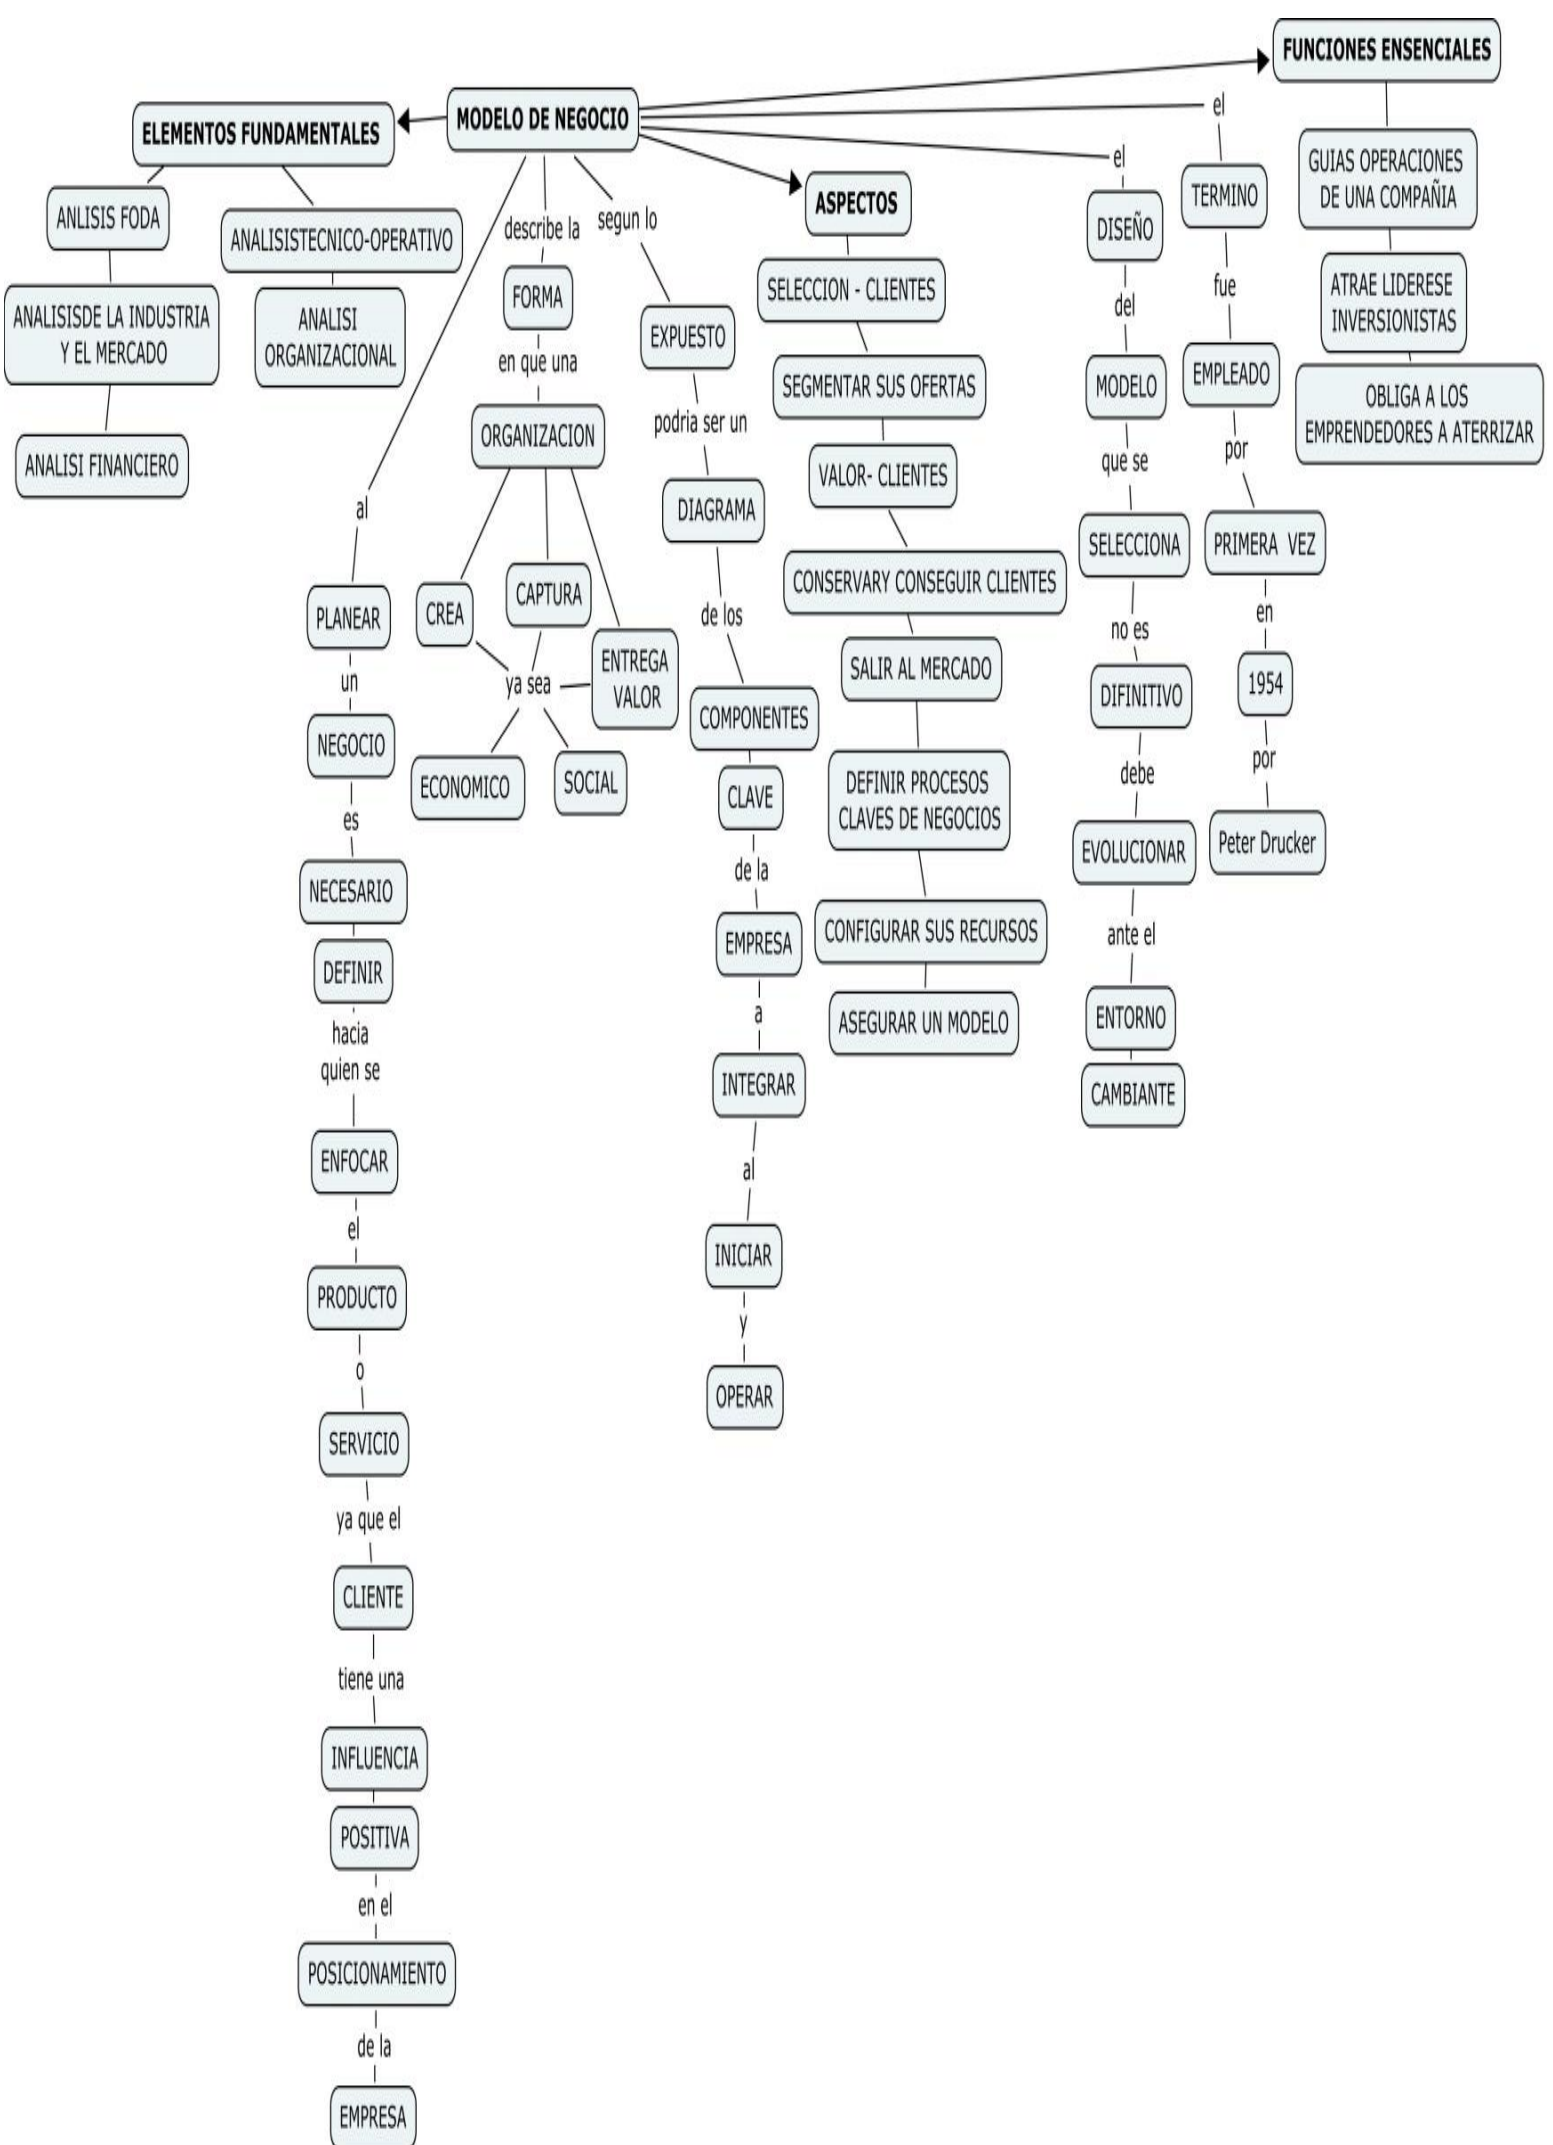 FUNCIONES ENSENCIALES
GUIAS OPERACIONES
DE UNA COMPAÑIA
ATRAE LIDERESE
INVERSIONISTAS
OBLIGA A LOS
EMPRENDEDORES A ATERRIZAR
MODELO DE NEGOCIO
ELEMENTOS FUNDAMENTALES
ANLISIS FODA
ANALISISDE LA INDUSTRIA
Y EL MERCADO
ANALISI FINANCIERO
ANALISISTECNICO-OPERATIVO
ANALISI
ORGANIZACIONAL
al
PLANEAR
un
NEGOCIO
es
NECESARIO
DEFINIR
hacia
quien se
ENFOCAR
el
PRODUCTO
o
SERVICIO
ya que el
CLIENTE
tiene una
INFLUENCIA
POSITIVA
en el
POSICIONAMIENTO
de la
EMPRESA
describe la
FORMA
en que una
ORGANIZACION
CREA
CAPTURA
ENTREGA
VALOR
ya sea
ECONOMICO
SOCIAL
segun lo
EXPUESTO
podria ser un
DIAGRAMA
de los
COMPONENTES
CLAVE
de la
EMPRESA
a
INTEGRAR
al
INICIAR
y
OPERAR
ASPECTOS
SELECCION - CLIENTES
SEGMENTAR SUS OFERTAS
VALOR- CLIENTES
CONSERVARY CONSEGUIR CLIENTES
SALIR AL MERCADO
DEFINIR PROCESOS
CLAVES DE NEGOCIOS
CONFIGURAR SUS RECURSOS
ASEGURAR UN MODELO
el
DISEÑO
del
MODELO
que se
SELECCIONA
no es
DIFINITIVO
debe
EVOLUCIONAR
ante el
ENTORNO
CAMBIANTE
el
TERMINO
fue
EMPLEADO
por
PRIMERA VEZ
en
1954
por
Peter Drucker